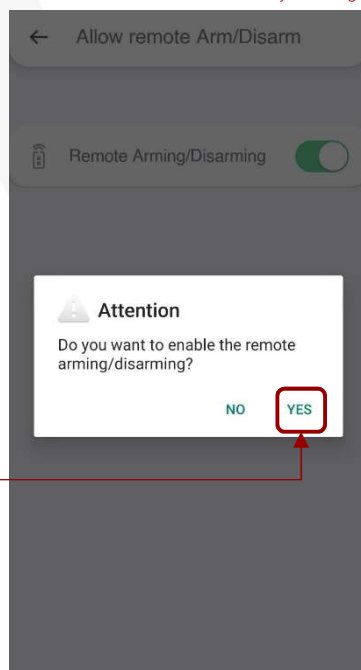 Allow remote Arm/Disarm
Remote Arming/Disarming
Attention
Do you want to enable the remote
arming/disarming?
NO YES